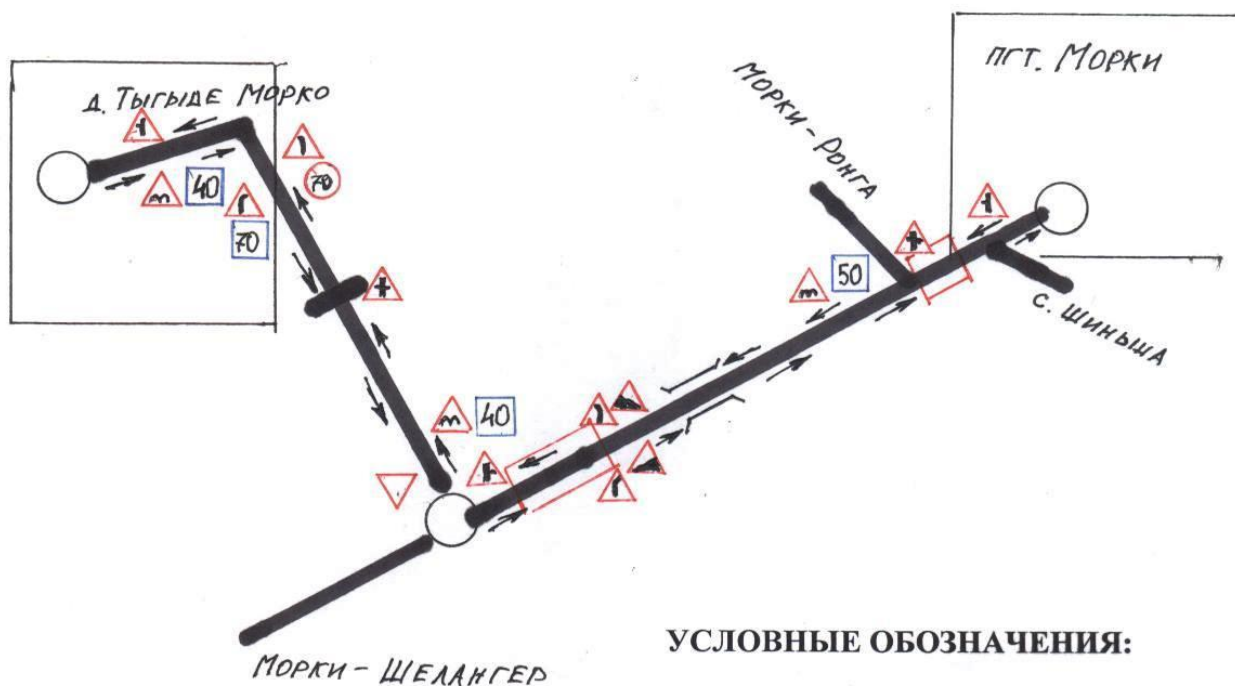 д. Тыгыде Морко
пгт. Морки
Морки-Ронга
70
40
70
50
с. Шиньша
40
Морки-Шелангер
УСЛОВНЫЕ ОБОЗНАЧЕНИЯ: